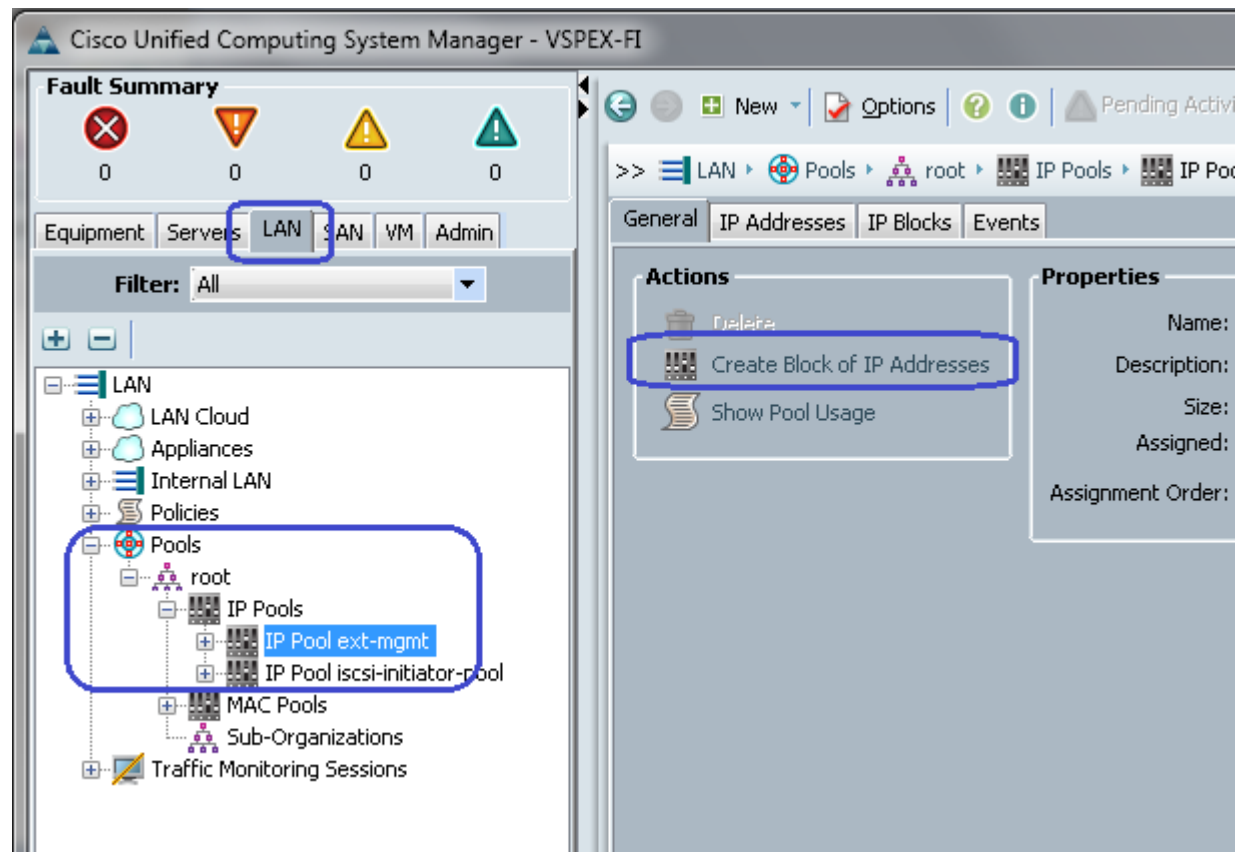 Cisco Unified Computing System Manager - VSPEX-FI
Fault Summary
0 0 0 0
Equipment Servers LAN SAN VM Admin
Filter: All
LAN
LAN Cloud
Appliances
Internal LAN
Policies
Pools
root
IP Pools
IP Pool ext-mgmt
IP Pool iscsi-initiator-pool
MAC Pools
Sub-Organizations
Traffic Monitoring Sessions
New Options Pending Activi
>> LAN Pools root IP Pools IP Poo
General IP Addresses IP Blocks Events
Actions
Delete
Create Block of IP Addresses
Show Pool Usage
Properties
Name:
Description:
Size:
Assigned:
Assignment Order: